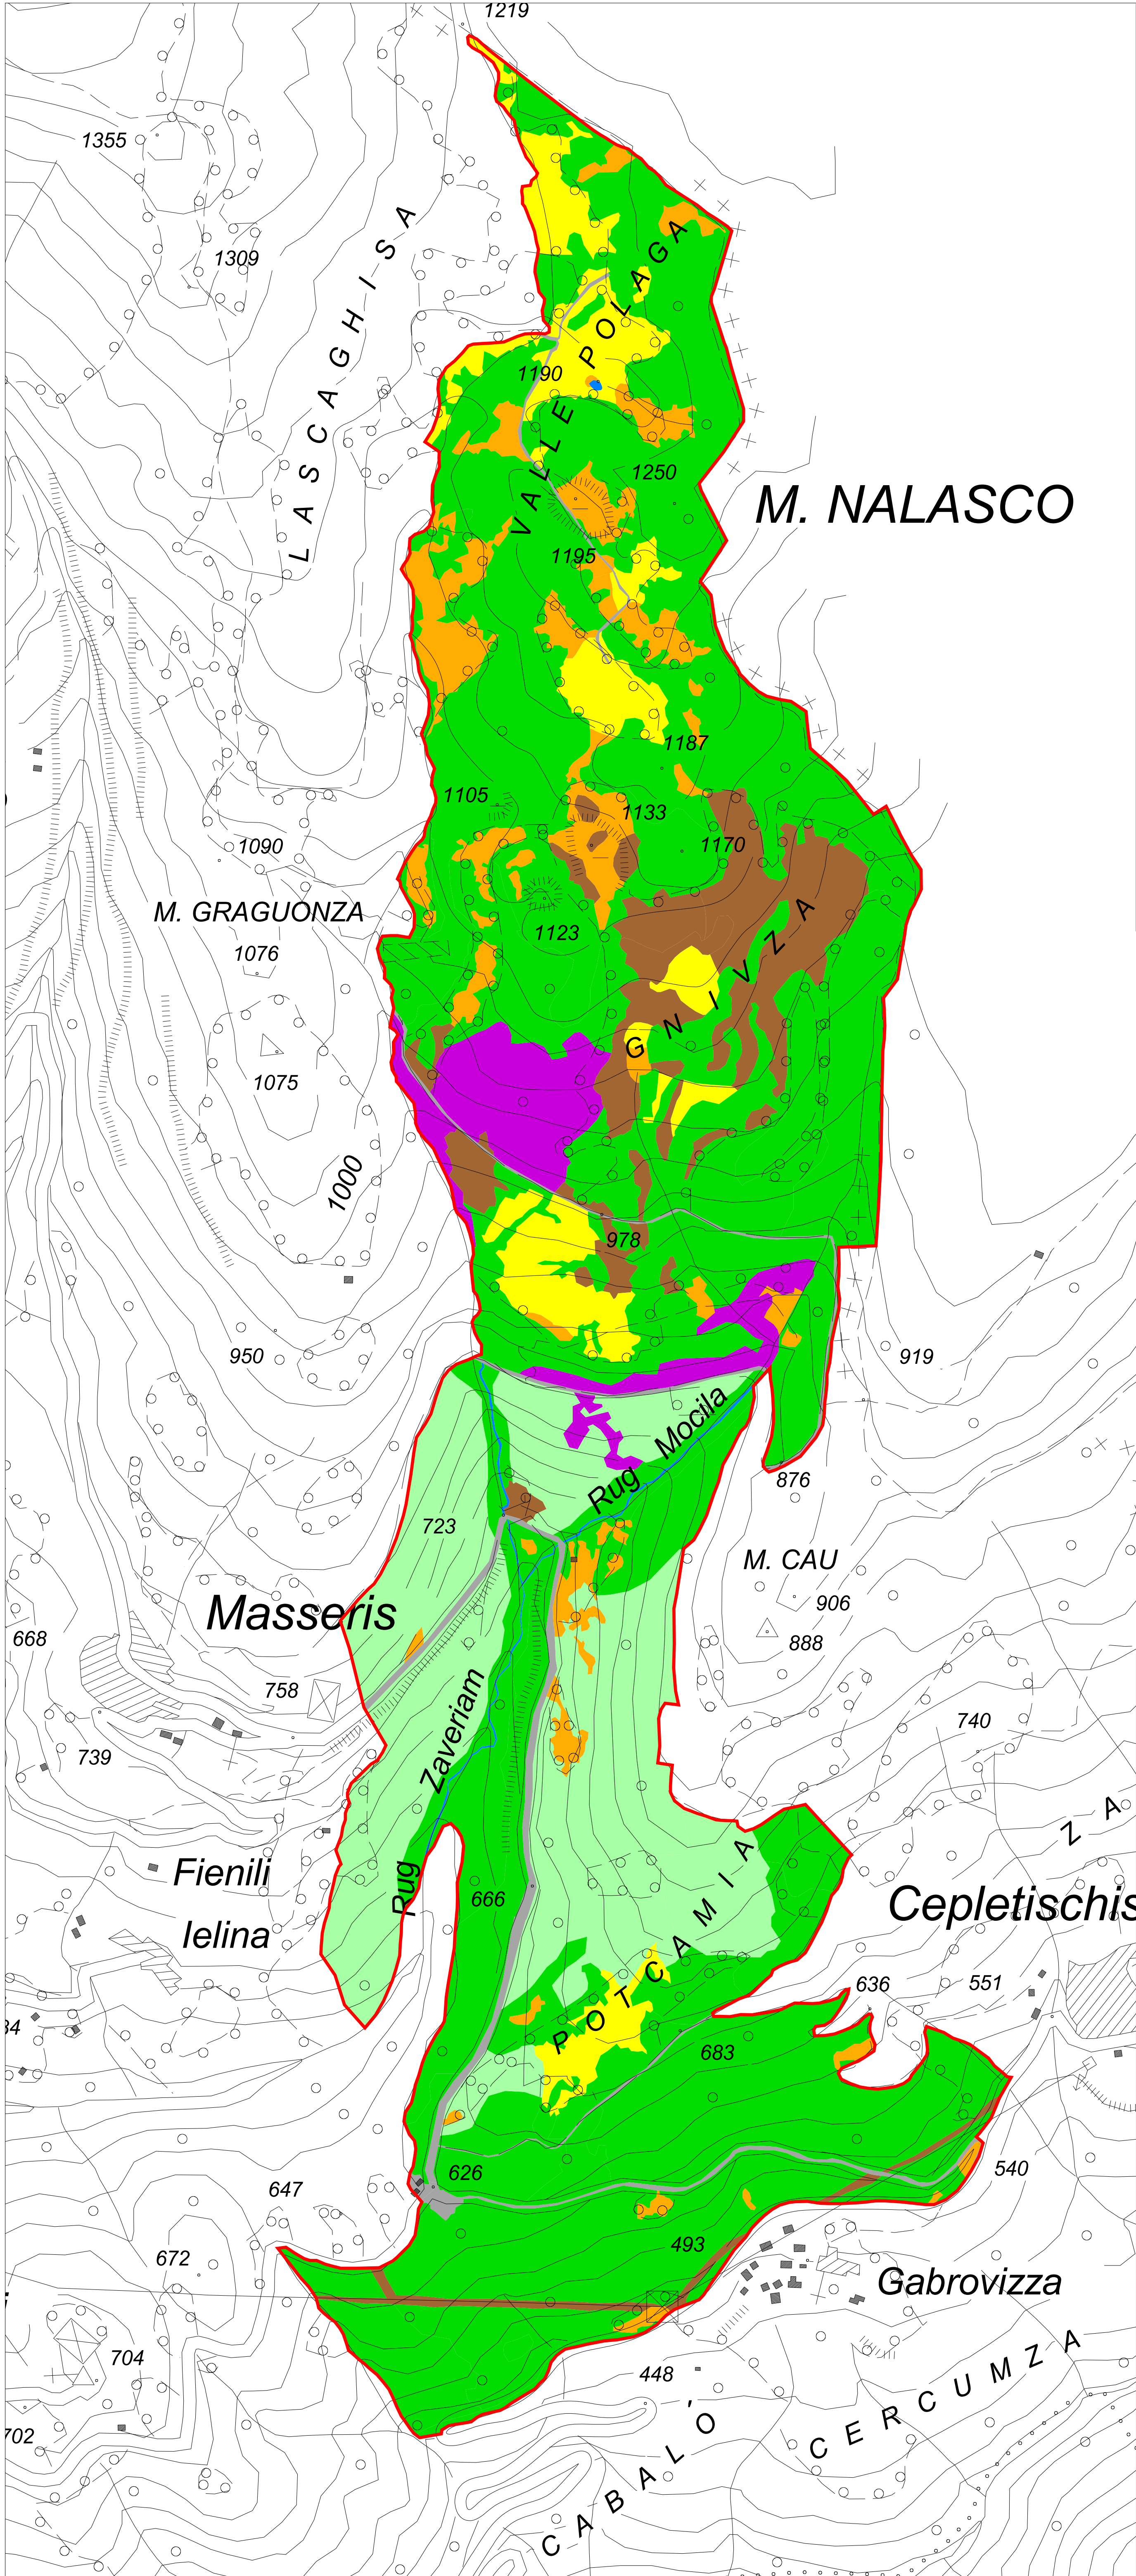 1219
1355
1309
LASCAGHISA
VALLE POLAGA
1190
1250
M. NALASCO
1195
1187
1105
1133
1170
1090
M. GRAGUONZA
1123
1076
GNIVZA
1075
1000
978
950
919
Rug Mocila
876
723
M. CAU
906
Masseris
668
888
758
740
739
Rug Zaveriam
ZA
Fienili
Ielina
666
Cepletischis
POTCAMIA
636
551
34
683
626
540
647
493
672
Gabrovizza
704
448
702
CABALO'
CERCUMZA